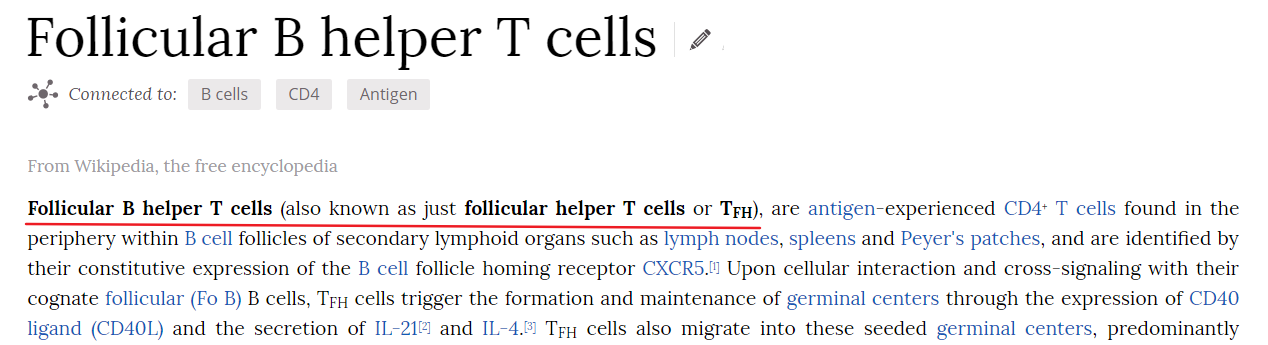 Follicular B helper T cells
Connected to: B cells CD4 Antigen
From Wikipedia, the free encyclopedia
Follicular B helper T cells (also known as just follicular helper T cells or TFH), are antigen-experienced CD4+ T cells found in the
periphery within B cell follicles of secondary lymphoid organs such as lymph nodes, spleens and Peyer's patches, and are identified by
their constitutive expression of the B cell follicle homing receptor CXCR5.[1] Upon cellular interaction and cross-signaling with their
cognate follicular (Fo B) B cells, TFH cells trigger the formation and maintenance of germinal centers through the expression of CD40
ligand (CD40L) and the secretion of IL-21[2] and IL-4.[3] TFH cells also migrate into these seeded germinal centers, predominantly